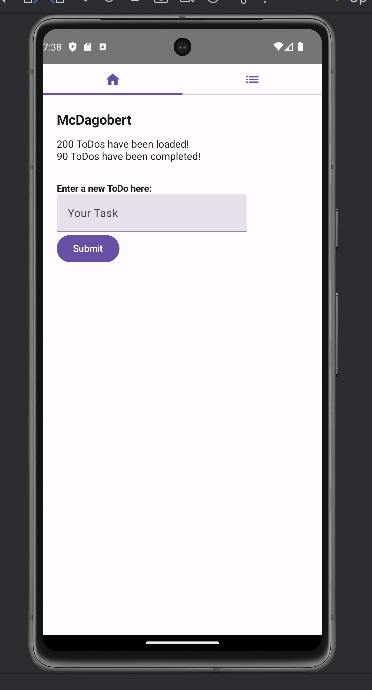 7:38
McDagobert
200 ToDos have been loaded!
90 ToDos have been completed!
Enter a new ToDo here:
Your Task
Submit